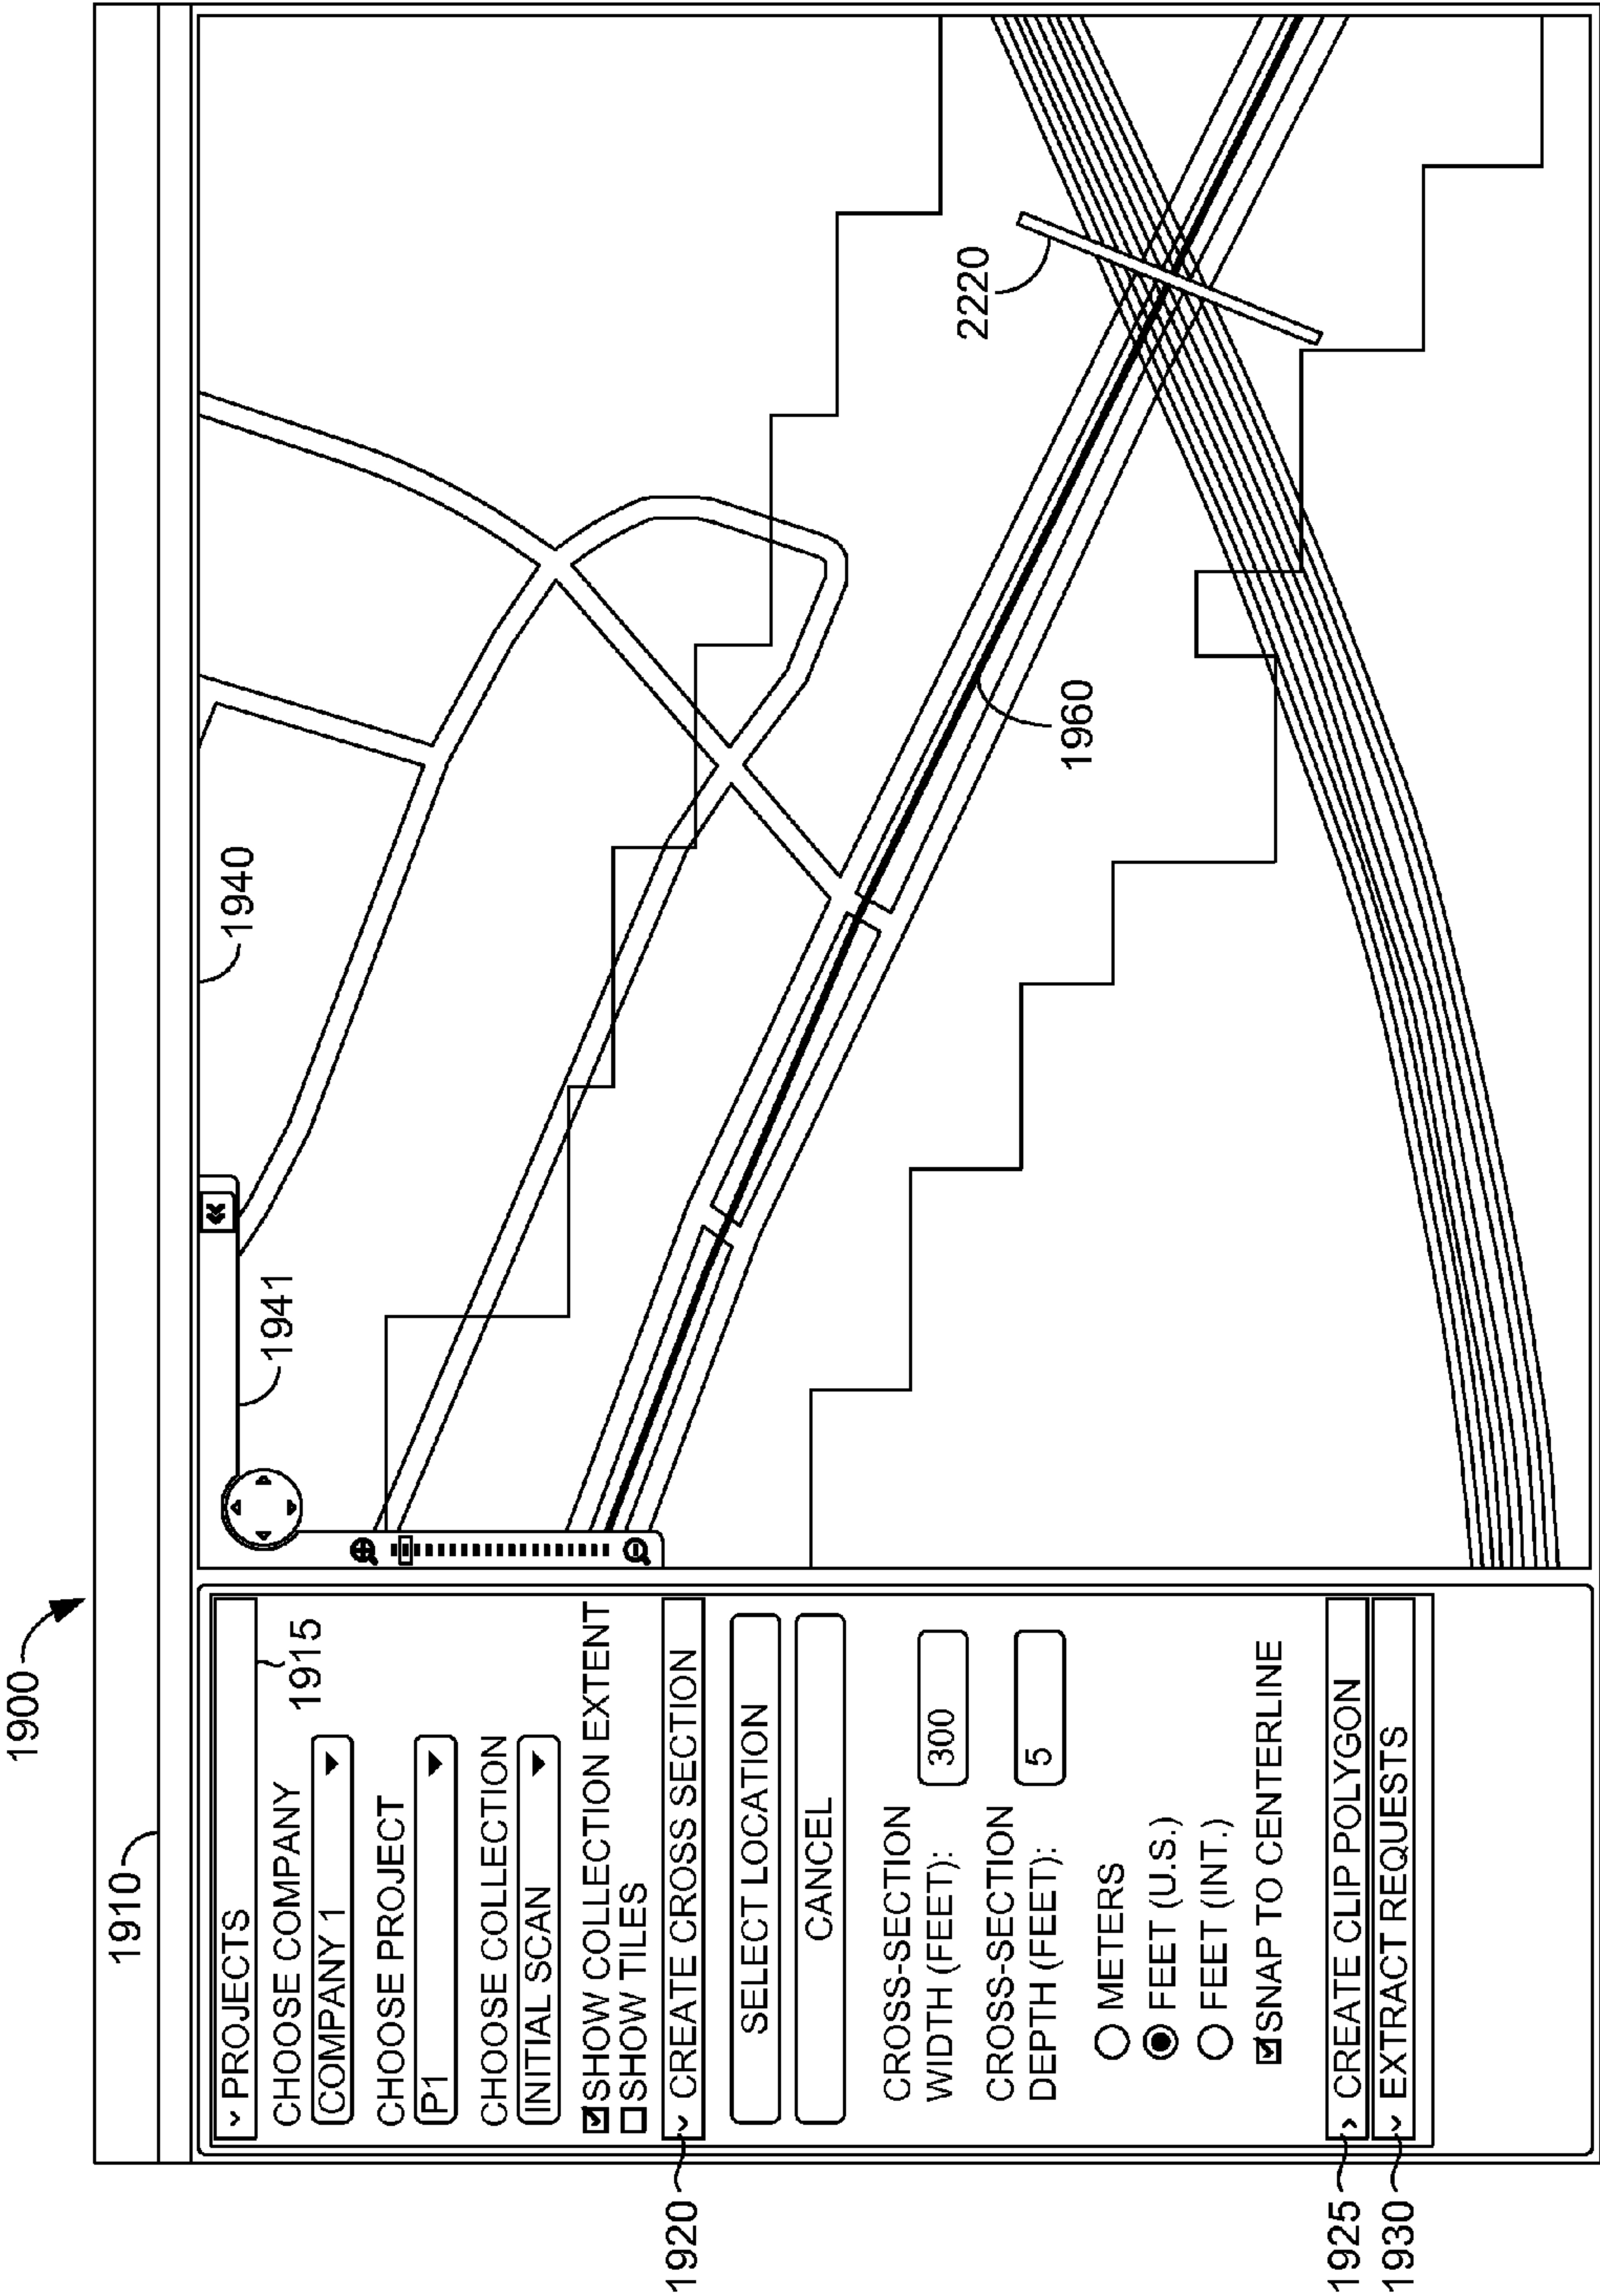 1900
1910
PROJECTS
1915
CHOOSE COMPANY
COMPANY 1
CHOOSE PROJECT
P1
CHOOSE COLLECTION
INITIAL SCAN
SHOW COLLECTION EXTENT
SHOW TILES
1920
CREATE CROSS SECTION
SELECT LOCATION
CANCEL
CROSS-SECTION
WIDTH (FEET):
300
CROSS-SECTION
DEPTH (FEET):
5
METERS
FEET (U.S.)
FEET (INT.)
SNAP TO CENTERLINE
1925
CREATE CLIP POLYGON
1930
EXTRACT REQUESTS
1941
1940
1960
2220